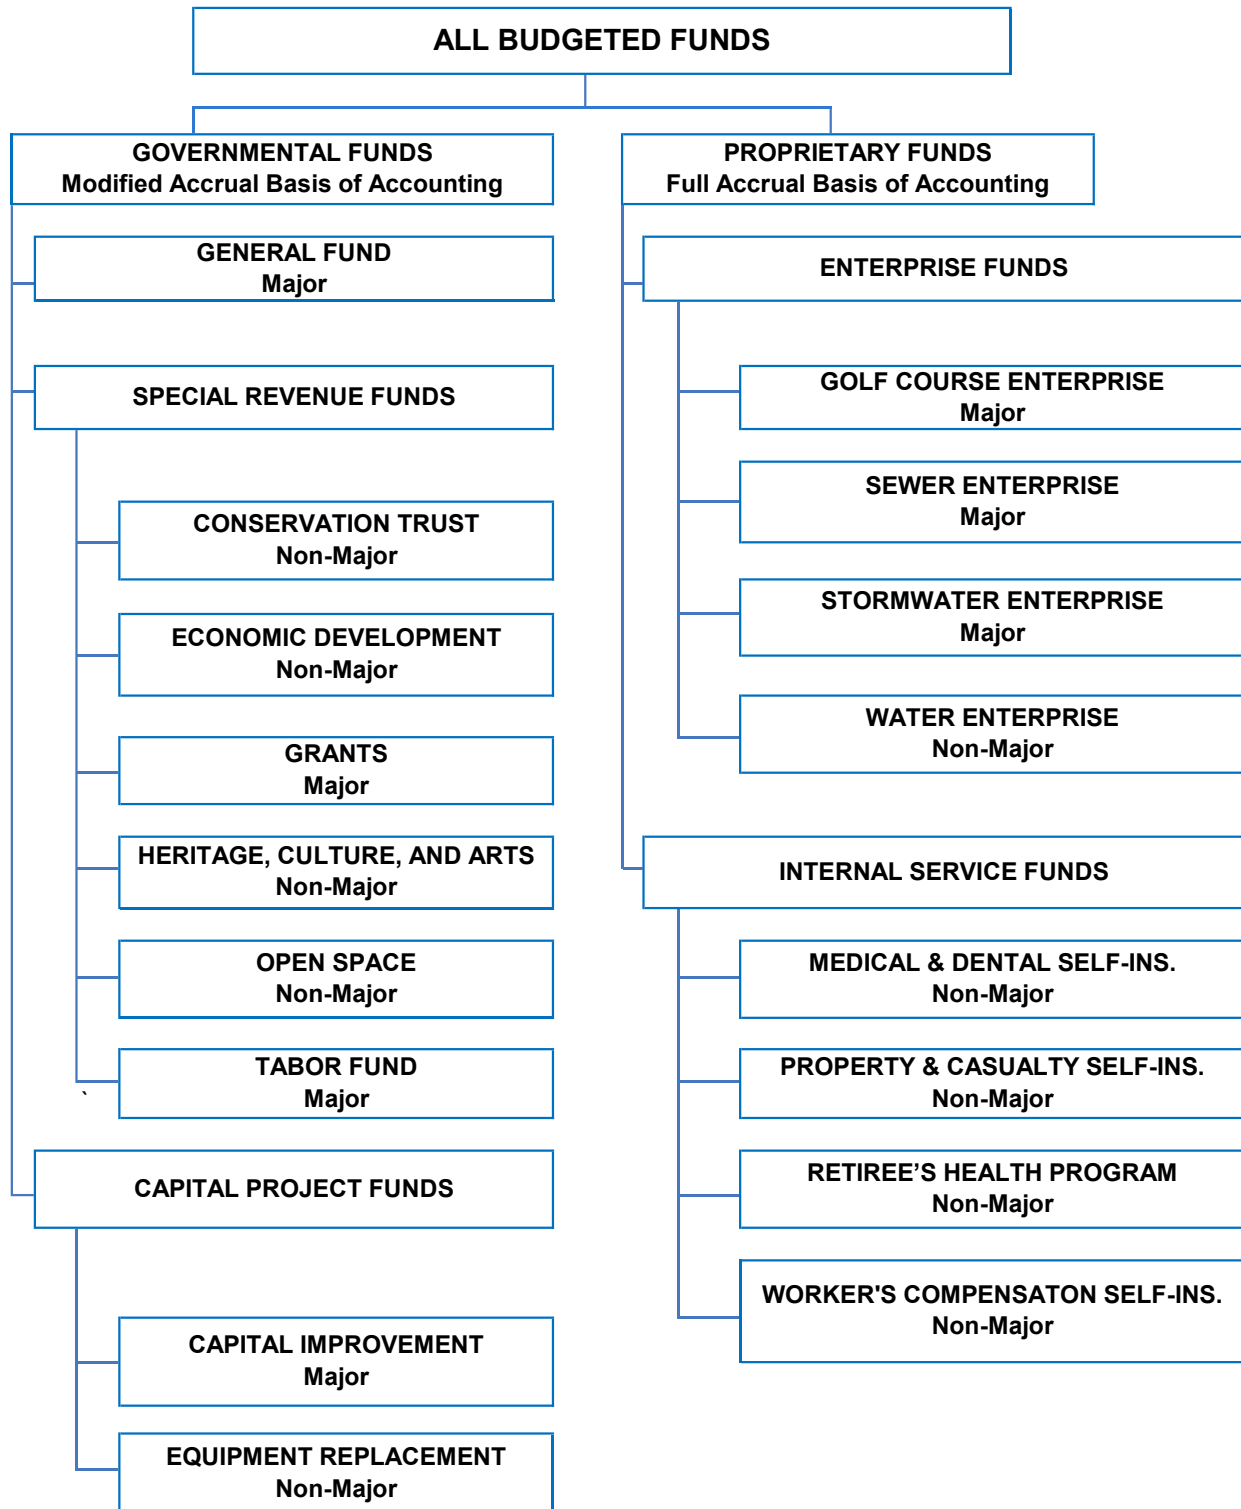 ALL BUDGETED FUNDS
GOVERNMENTAL FUNDS
Modified Accrual Basis of Accounting
GENERAL FUND
Major
SPECIAL REVENUE FUNDS
CONSERVATION TRUST
Non-Major
ECONOMIC DEVELOPMENT
Non-Major
GRANTS
Major
HERITAGE, CULTURE, AND ARTS
Non-Major
OPEN SPACE
Non-Major
TABOR FUND
Major
`
CAPITAL PROJECT FUNDS
CAPITAL IMPROVEMENT
Major
EQUIPMENT REPLACEMENT
Non-Major
PROPRIETARY FUNDS
Full Accrual Basis of Accounting
ENTERPRISE FUNDS
GOLF COURSE ENTERPRISE
Major
SEWER ENTERPRISE
Major
STORMWATER ENTERPRISE
Major
WATER ENTERPRISE
Non-Major
INTERNAL SERVICE FUNDS
MEDICAL & DENTAL SELF-INS.
Non-Major
PROPERTY & CASUALTY SELF-INS.
Non-Major
RETIREE’S HEALTH PROGRAM
Non-Major
WORKER'S COMPENSATON SELF-INS.
Non-Major